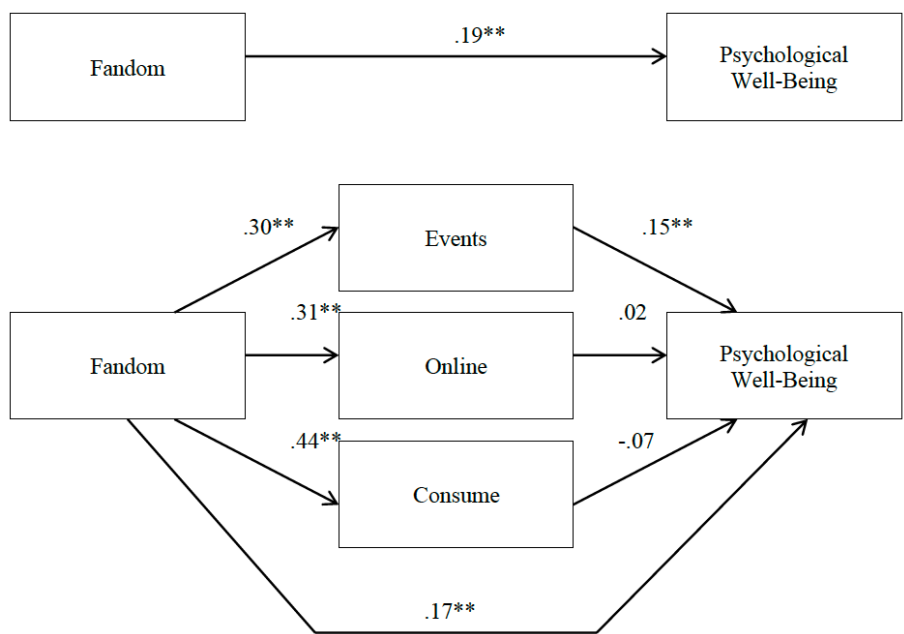 .19**
Fandom
Psychological
Well-Being
.30**
Events
.15**
.31**
.02
Fandom
Online
Psychological
Well-Being
.44**
-.07
Consume
.17**